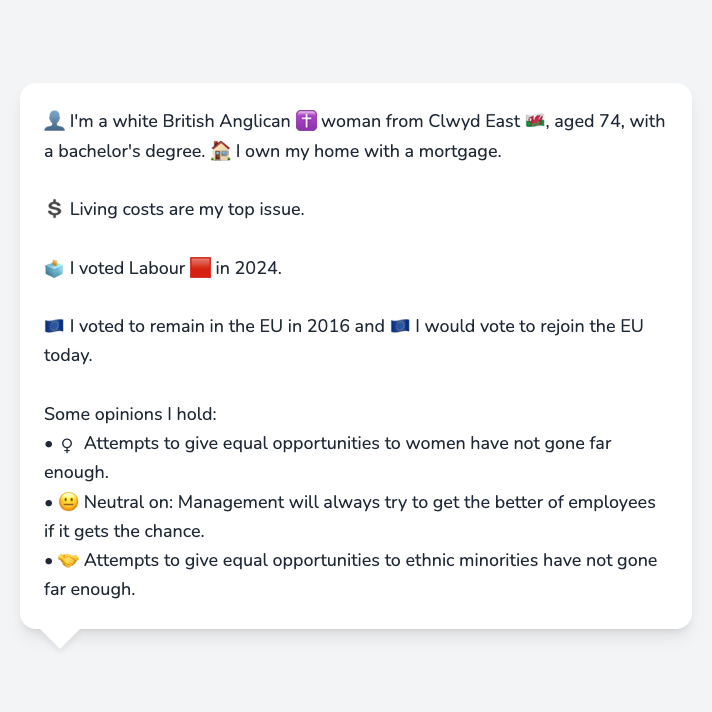 👤 I'm a white British Anglican ✝️ woman from Clwyd East 🏴󠁧󠁢󠁷󠁬󠁳󠁿, aged 74, with
a bachelor's degree. 🏠 I own my home with a mortgage.
💲 Living costs are my top issue.
🗳️ I voted Labour 🟥 in 2024.
🇪🇺 I voted to remain in the EU in 2016 and 🇪🇺 I would vote to rejoin the EU
today.
Some opinions I hold:
• ♀️ Attempts to give equal opportunities to women have not gone far
enough.
• 😐 Neutral on: Management will always try to get the better of employees
if it gets the chance.
• 🤝 Attempts to give equal opportunities to ethnic minorities have not gone
far enough.